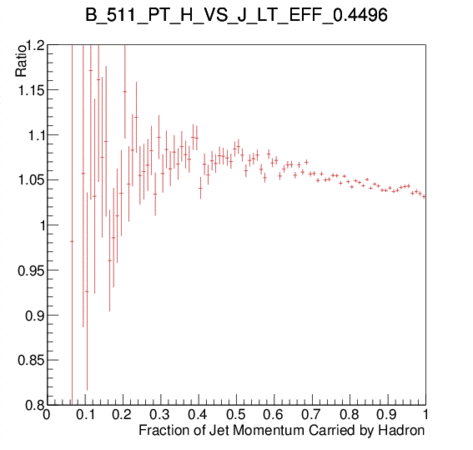 B_511_PT_H_VS_J_LT_EFF_0.4496
Ratio
1.2
1.15
1.1
1.05
1
0.95
0.9
0.85
0.8
0 0.1 0.2 0.3 0.4 0.5 0.6 0.7 0.8 0.9 1
Fraction of Jet Momentum Carried by Hadron